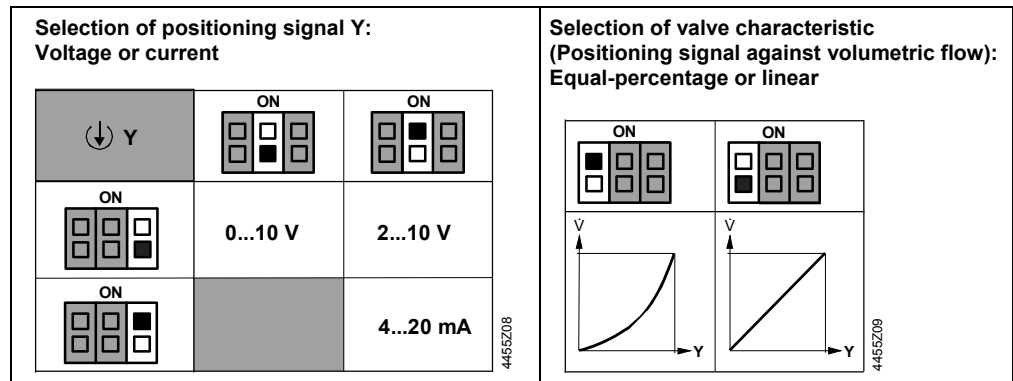 Selection of positioning signal Y:
Voltage or current
ON
ON
Y
ON
0...10 V
2...10 V
ON
4...20 mA
4455Z08
Selection of valve characteristic
(Positioning signal against volumetric flow):
Equal-percentage or linear
ON
ON
V̇
V̇
Y
Y
4455Z09